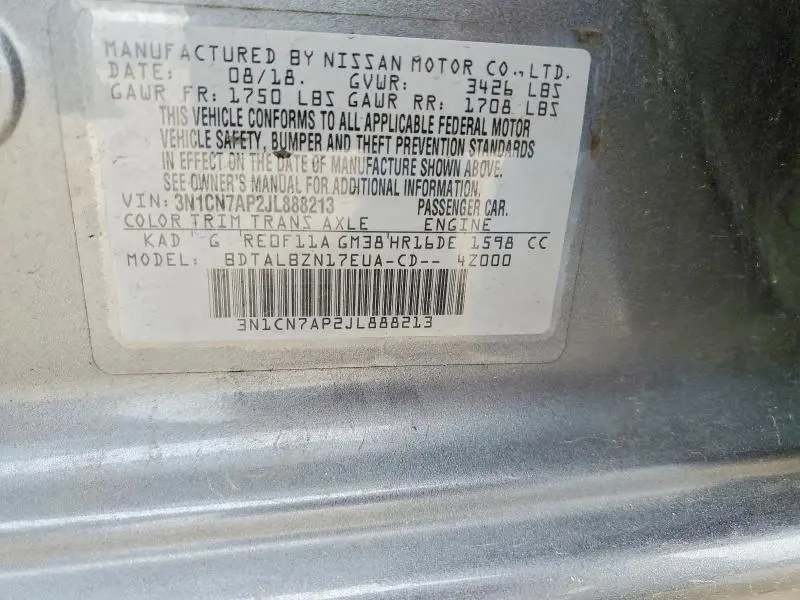 MANUFACTURED BY NISSAN MOTOR CO.,LTD.
DATE: 08/18. GVWR: 3426 LBS
GAWR FR: 1750 LBS GAWR RR: 1708 LBS
THIS VEHICLE CONFORMS TO ALL APPLICABLE FEDERAL MOTOR
VEHICLE SAFETY, BUMPER AND THEFT PREVENTION STANDARDS
IN EFFECT ON THE DATE OF MANUFACTURE SHOWN ABOVE.
SEE OWNER'S MANUAL FOR ADDITIONAL INFORMATION.
VIN: 3N1CN7AP2JL888213 PASSENGER CAR.
COLOR TRIM TRANS AXLE ENGINE
KAD G RE0F11A GM38 HR16DE 1598 CC
MODEL: BDTALBZN17EUA-CD-- 4Z000
3N1CN7AP2JL888213